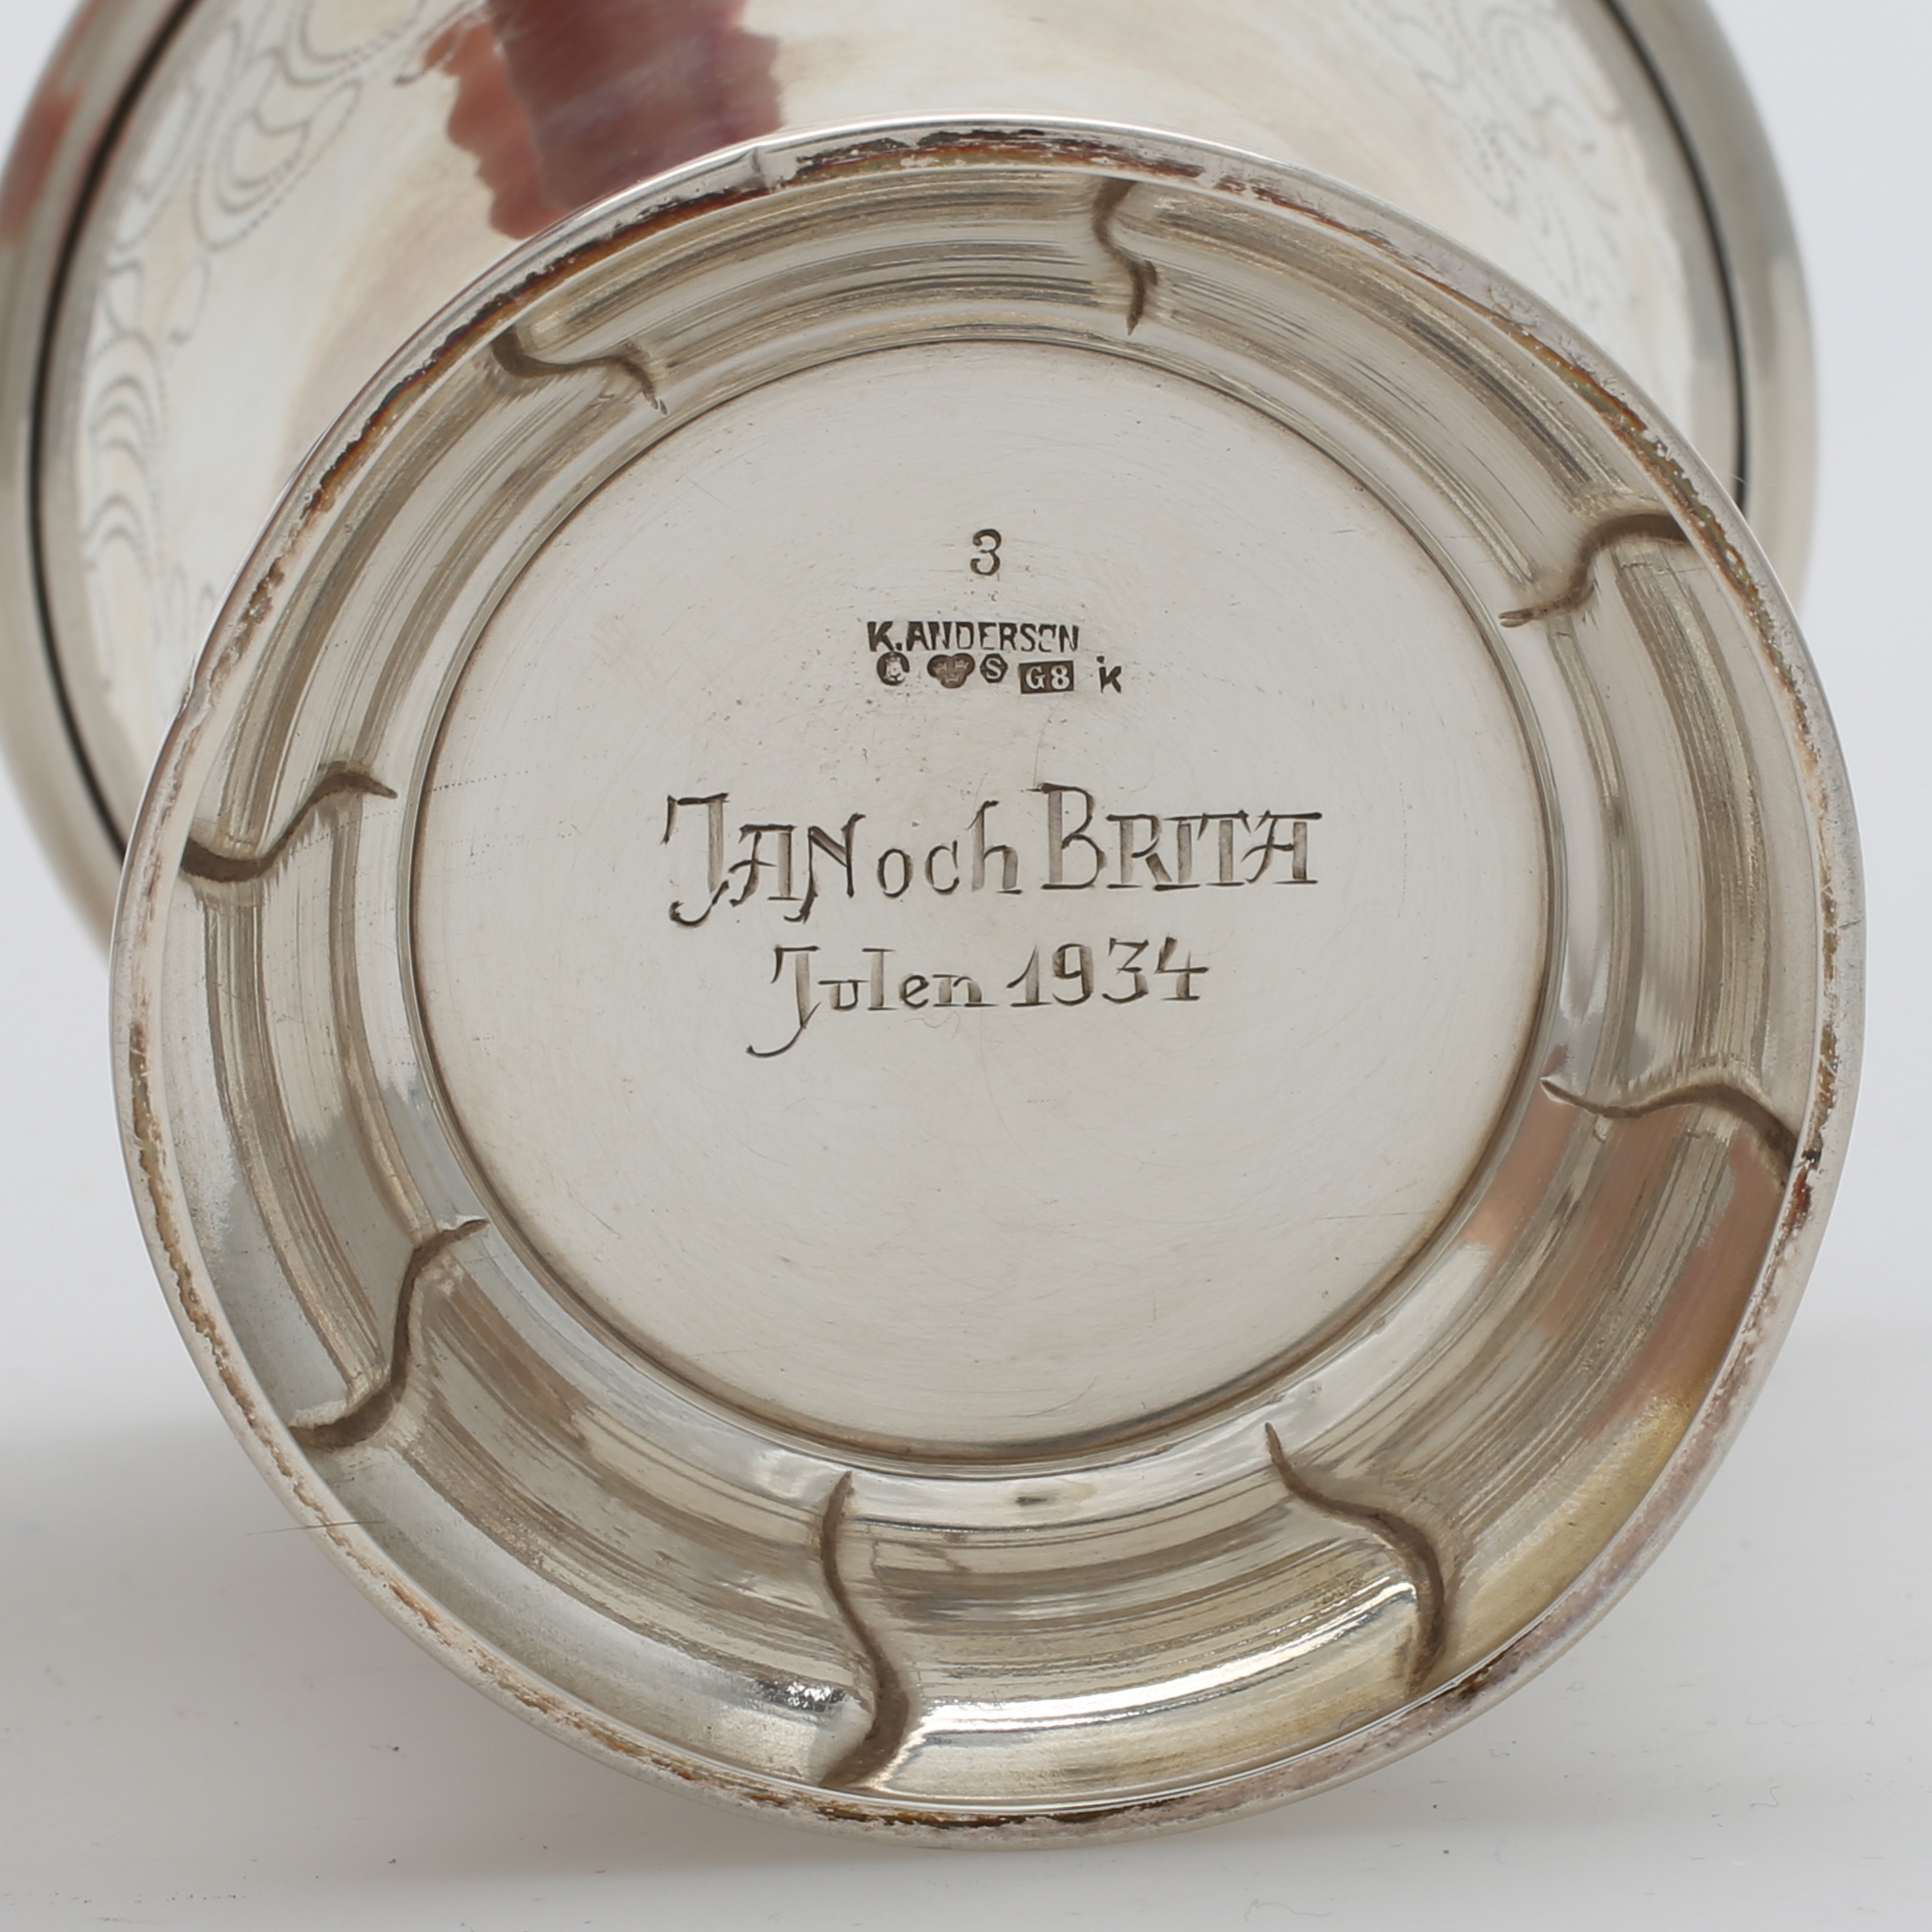 3
K.ANDERSON
S G8 K
JAN och BRITA
Julen 1934